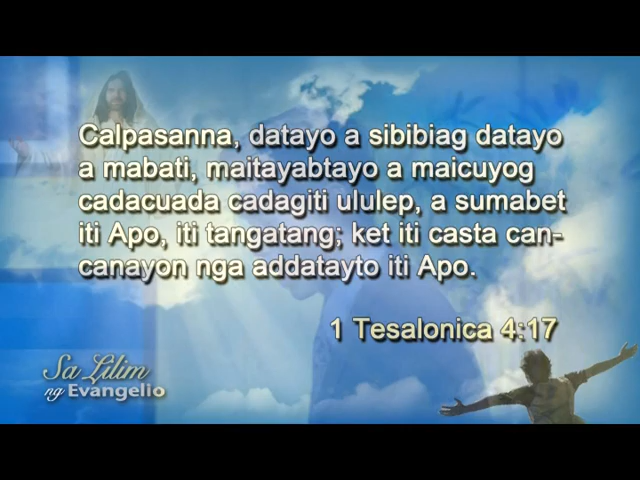 Calpasanna, datayo a sibibiag datayo
a mabati, maitayabtayo a maicuyog
cadacuada cadagiti ululep, a sumabet
iti Apo, iti tangatang; ket iti casta can-
canayon nga addatayto iti Apo.
1 Tesalonica 4:17
Sa Lilim
ng Evangelio